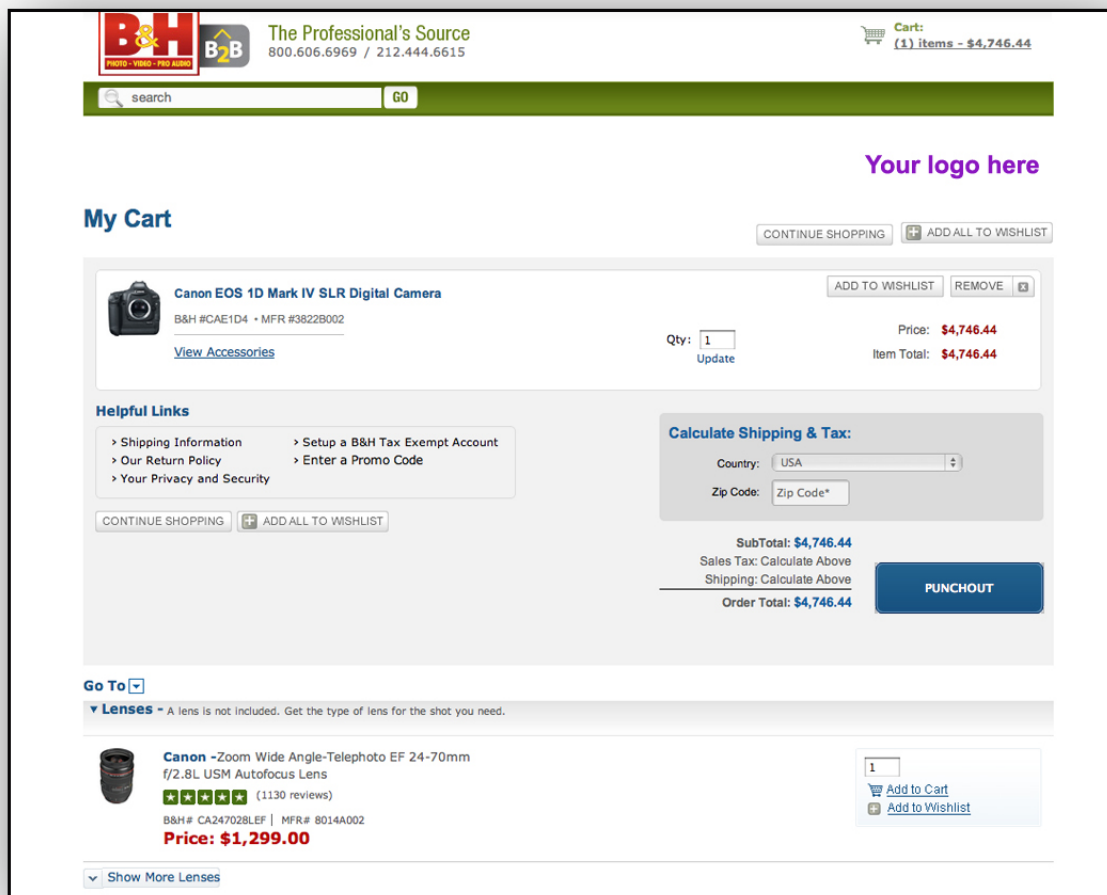 B&H
PHOTO - VIDEO - PRO AUDIO
B2B
The Professional's Source
800.606.6969 / 212.444.6615
Cart:
(1) items - $4,746.44
search
GO
Your logo here
My Cart
CONTINUE SHOPPING
ADD ALL TO WISHLIST
Canon EOS 1D Mark IV SLR Digital Camera
B&H #CAE1D4 • MFR #3822B002
View Accessories
ADD TO WISHLIST
REMOVE
Qty: 1
Update
Price: $4,746.44
Item Total: $4,746.44
Helpful Links
> Shipping Information
> Our Return Policy
> Your Privacy and Security
> Setup a B&H Tax Exempt Account
> Enter a Promo Code
CONTINUE SHOPPING
ADD ALL TO WISHLIST
Calculate Shipping & Tax:
Country: USA
Zip Code: Zip Code*
SubTotal: $4,746.44
Sales Tax: Calculate Above
Shipping: Calculate Above
Order Total: $4,746.44
PUNCHOUT
Go To
Lenses - A lens is not included. Get the type of lens for the shot you need.
Canon -Zoom Wide Angle-Telephoto EF 24-70mm
f/2.8L USM Autofocus Lens
(1130 reviews)
B&H# CA247028LEF | MFR# 8014A002
Price: $1,299.00
1
Add to Cart
Add to Wishlist
Show More Lenses